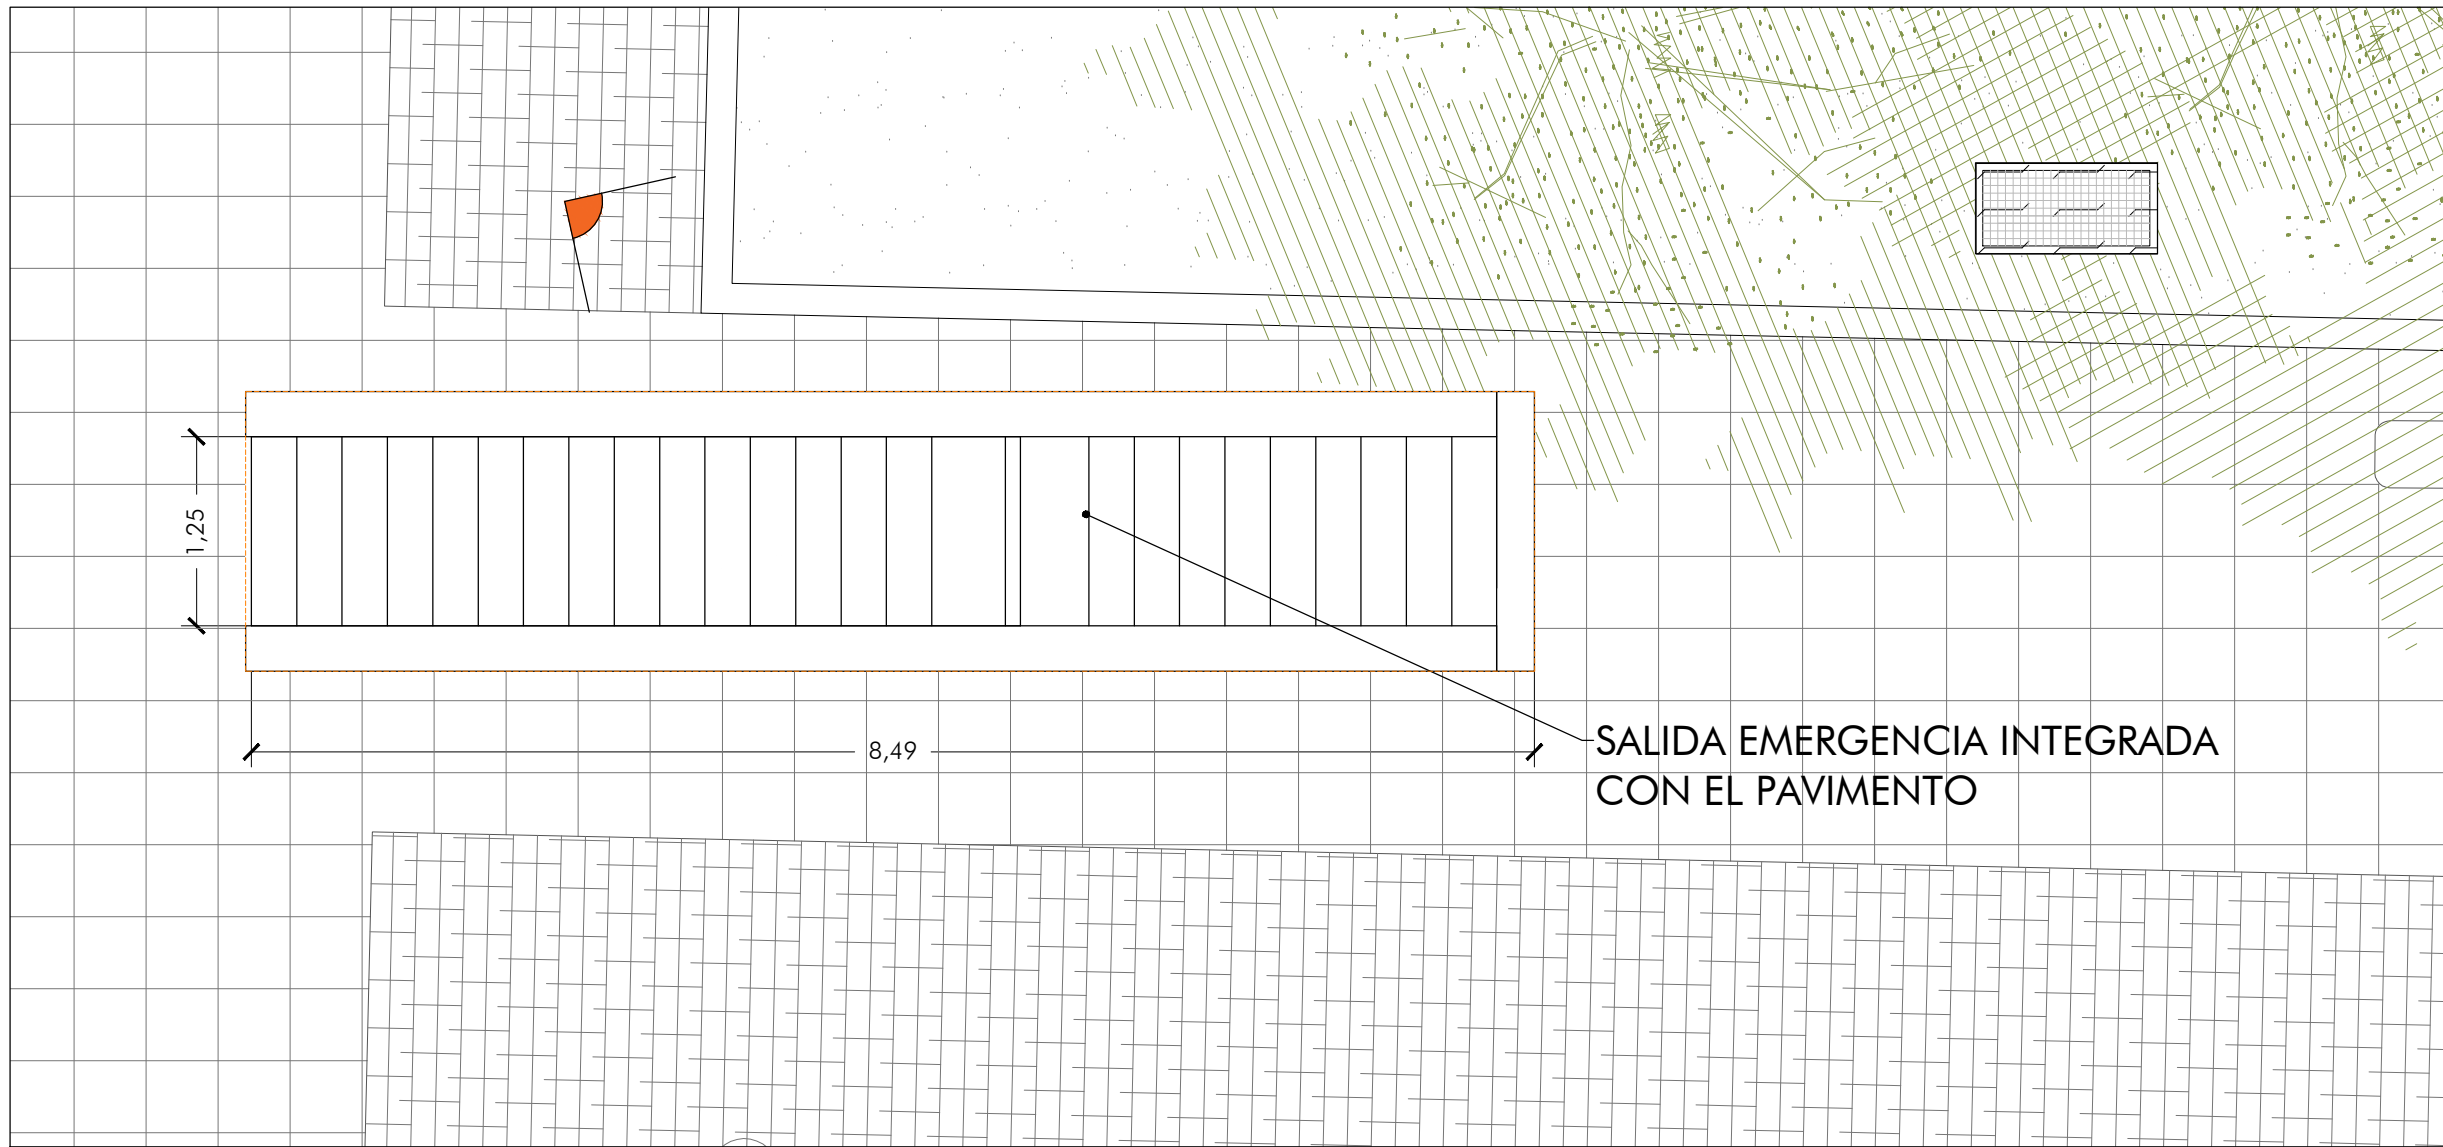 1,25
8,49
SALIDA EMERGENCIA INTEGRADA
CON EL PAVIMENTO